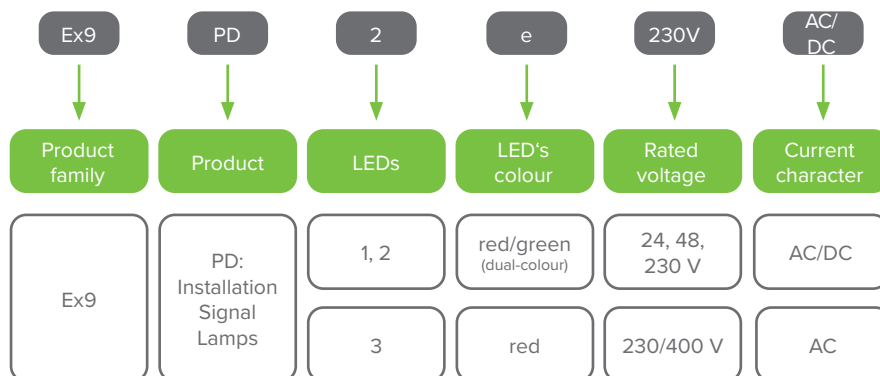 Ex9
PD
2
e
230V
AC/
DC
Product
family
Product
LEDs
LED‘s
colour
Rated
voltage
Current
character
Ex9
PD:
Installation
Signal
Lamps
1, 2
red/green
(dual-colour)
24, 48,
230 V
AC/DC
3
red
230/400 V
AC